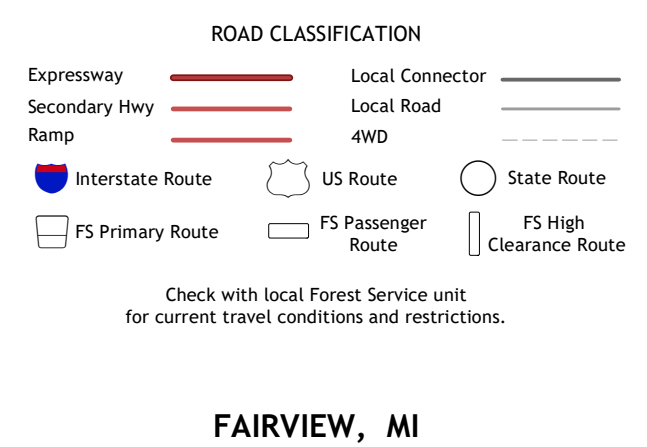 ROAD CLASSIFICATION
Expressway
Local Connector
Secondary Hwy
Local Road
Ramp
4WD
Interstate Route
US Route
State Route
FS Primary Route
FS Passenger
Route
FS High
Clearance Route
Check with local Forest Service unit
for current travel conditions and restrictions.
FAIRVIEW, MI